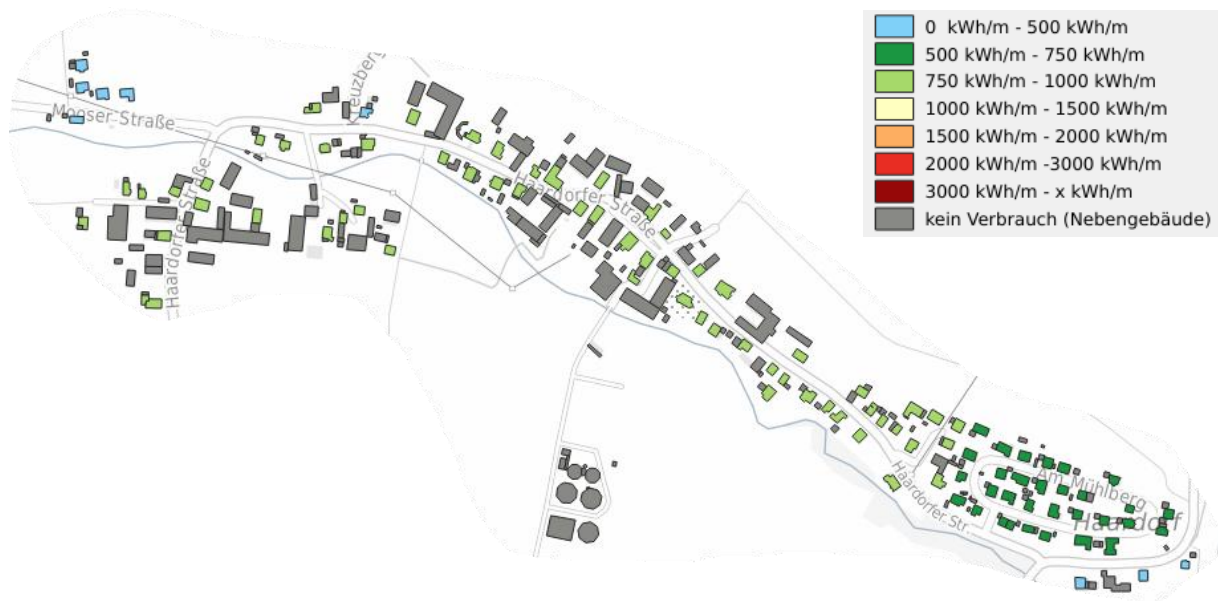 0 kWh/m - 500 kWh/m
500 kWh/m - 750 kWh/m
750 kWh/m - 1000 kWh/m
1000 kWh/m - 1500 kWh/m
1500 kWh/m - 2000 kWh/m
2000 kWh/m -3000 kWh/m
3000 kWh/m - x kWh/m
kein Verbrauch (Nebengebäude)
Kreuzberg
Mooser Straße
Haardorfer Straße
Haardorfer Straße
Haardorfer Str.
Am Mühlberg
Haardorf